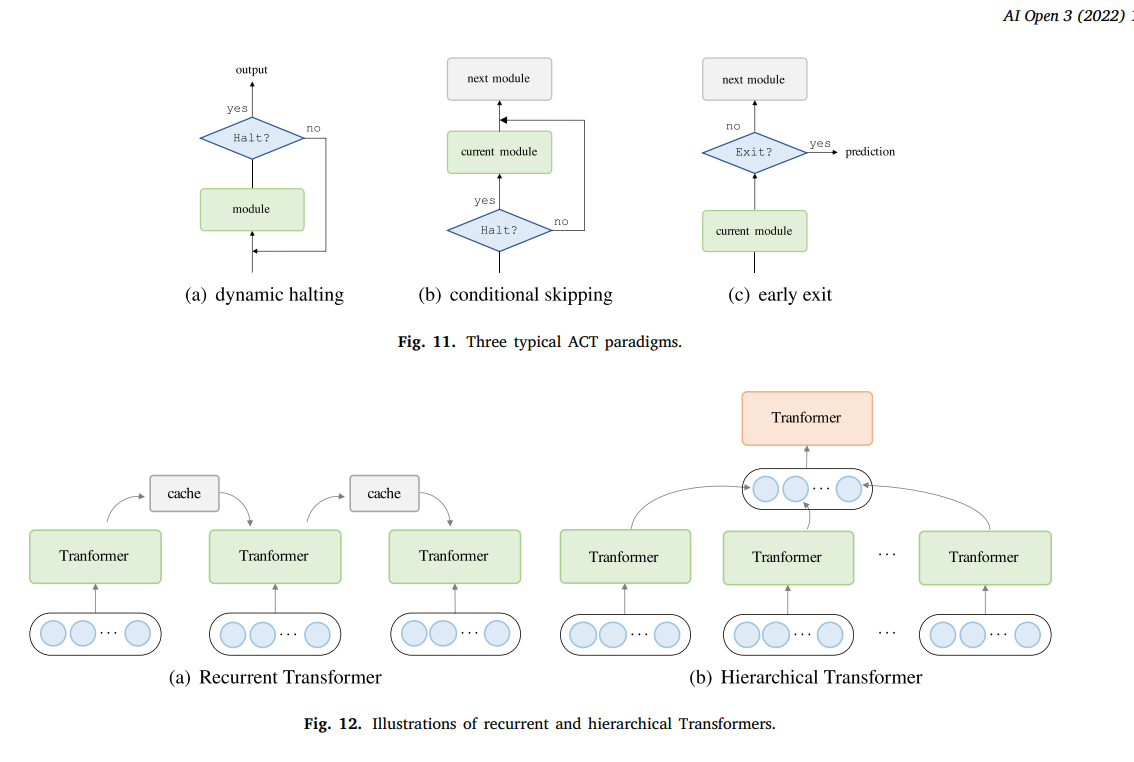 AI Open 3 (2022)
output
yes
Halt?
no
module
(a) dynamic halting
next module
current module
yes
Halt?
no
(b) conditional skipping
next module
no
Exit?
yes
prediction
current module
(c) early exit
Fig. 11. Three typical ACT paradigms.
cache
cache
Tranformer
Tranformer
Tranformer
...
...
...
(a) Recurrent Transformer
Tranformer
...
Tranformer
Tranformer
...
Tranformer
...
...
...
...
(b) Hierarchical Transformer
Fig. 12. Illustrations of recurrent and hierarchical Transformers.